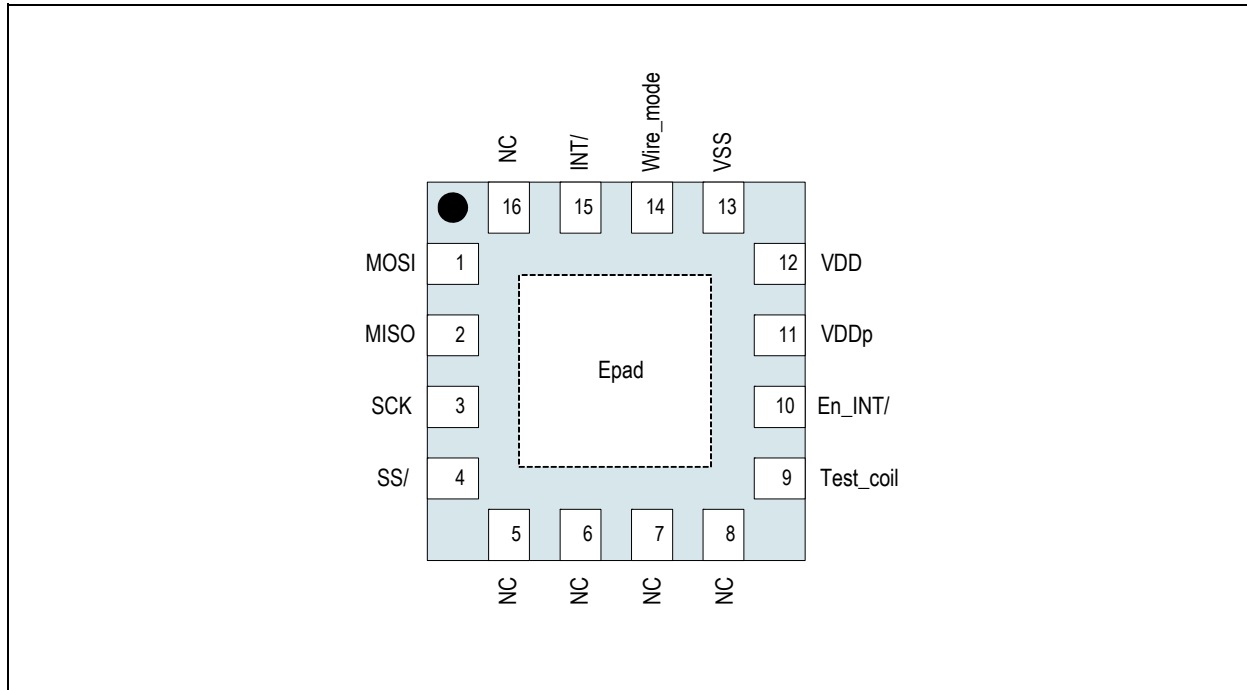 NC
INT/
Wire_mode
VSS
16
15
14
13
MOSI 1
12 VDD
MISO 2
11 VDDp
Epad
SCK 3
10 En_INT/
SS/ 4
9 Test_coil
5
6
7
8
NC
NC
NC
NC